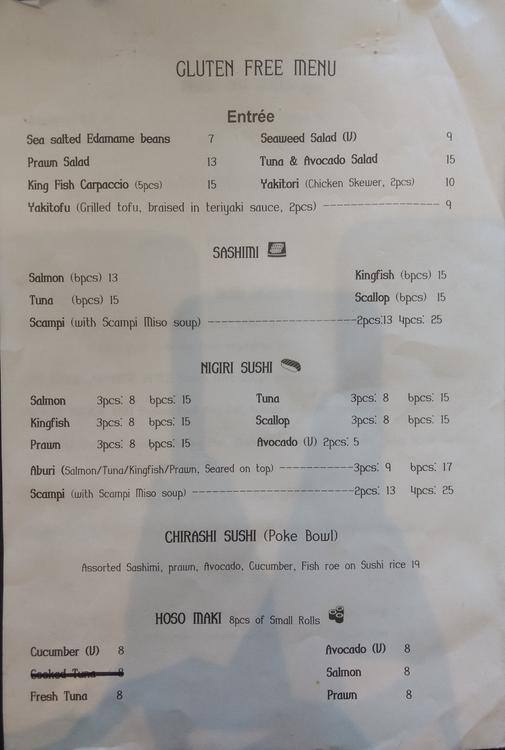 GLUTEN FREE MENU
Entrée
Sea salted Edamame beans 7 Seaweed Salad (V) 9
Prawn Salad 13 Tuna & Avocado Salad 15
King Fish Carpaccio (5pcs) 15 Yakitori (Chicken Skewer, 2pcs) 10
Yakitofu (Grilled tofu, braised in teriyaki sauce, 2pcs) ---------------- 9
SASHIMI
Salmon (6pcs) 13 Kingfish (6pcs) 15
Tuna (6pcs) 15 Scallop (6pcs) 15
Scampi (with Scampi Miso soup) --------------------2pcs:13 4pcs: 25
NIGIRI SUSHI
Salmon 3pcs: 8 6pcs: 15 Tuna 3pcs: 8 6pcs: 15
Kingfish 3pcs: 8 6pcs: 15 Scallop 3pcs: 8 6pcs: 15
Prawn 3pcs: 8 6pcs: 15 Avocado (V) 2pcs: 5
Aburi (Salmon/Tuna/Kingfish/Prawn, Seared on top) -----------3pcs: 9 6pcs: 17
Scampi (with Scampi Miso soup) ----------------------2pcs: 13 4pcs: 25
CHIRASHI SUSHI (Poke Bowl)
Assorted Sashimi, prawn, Avocado, Cucumber, Fish roe on Sushi rice 19
HOSO MAKI 8pcs of Small Rolls
Cucumber (V) 8 Avocado (V) 8
Cooked Tuna 8 Salmon 8
Fresh Tuna 8 Prawn 8